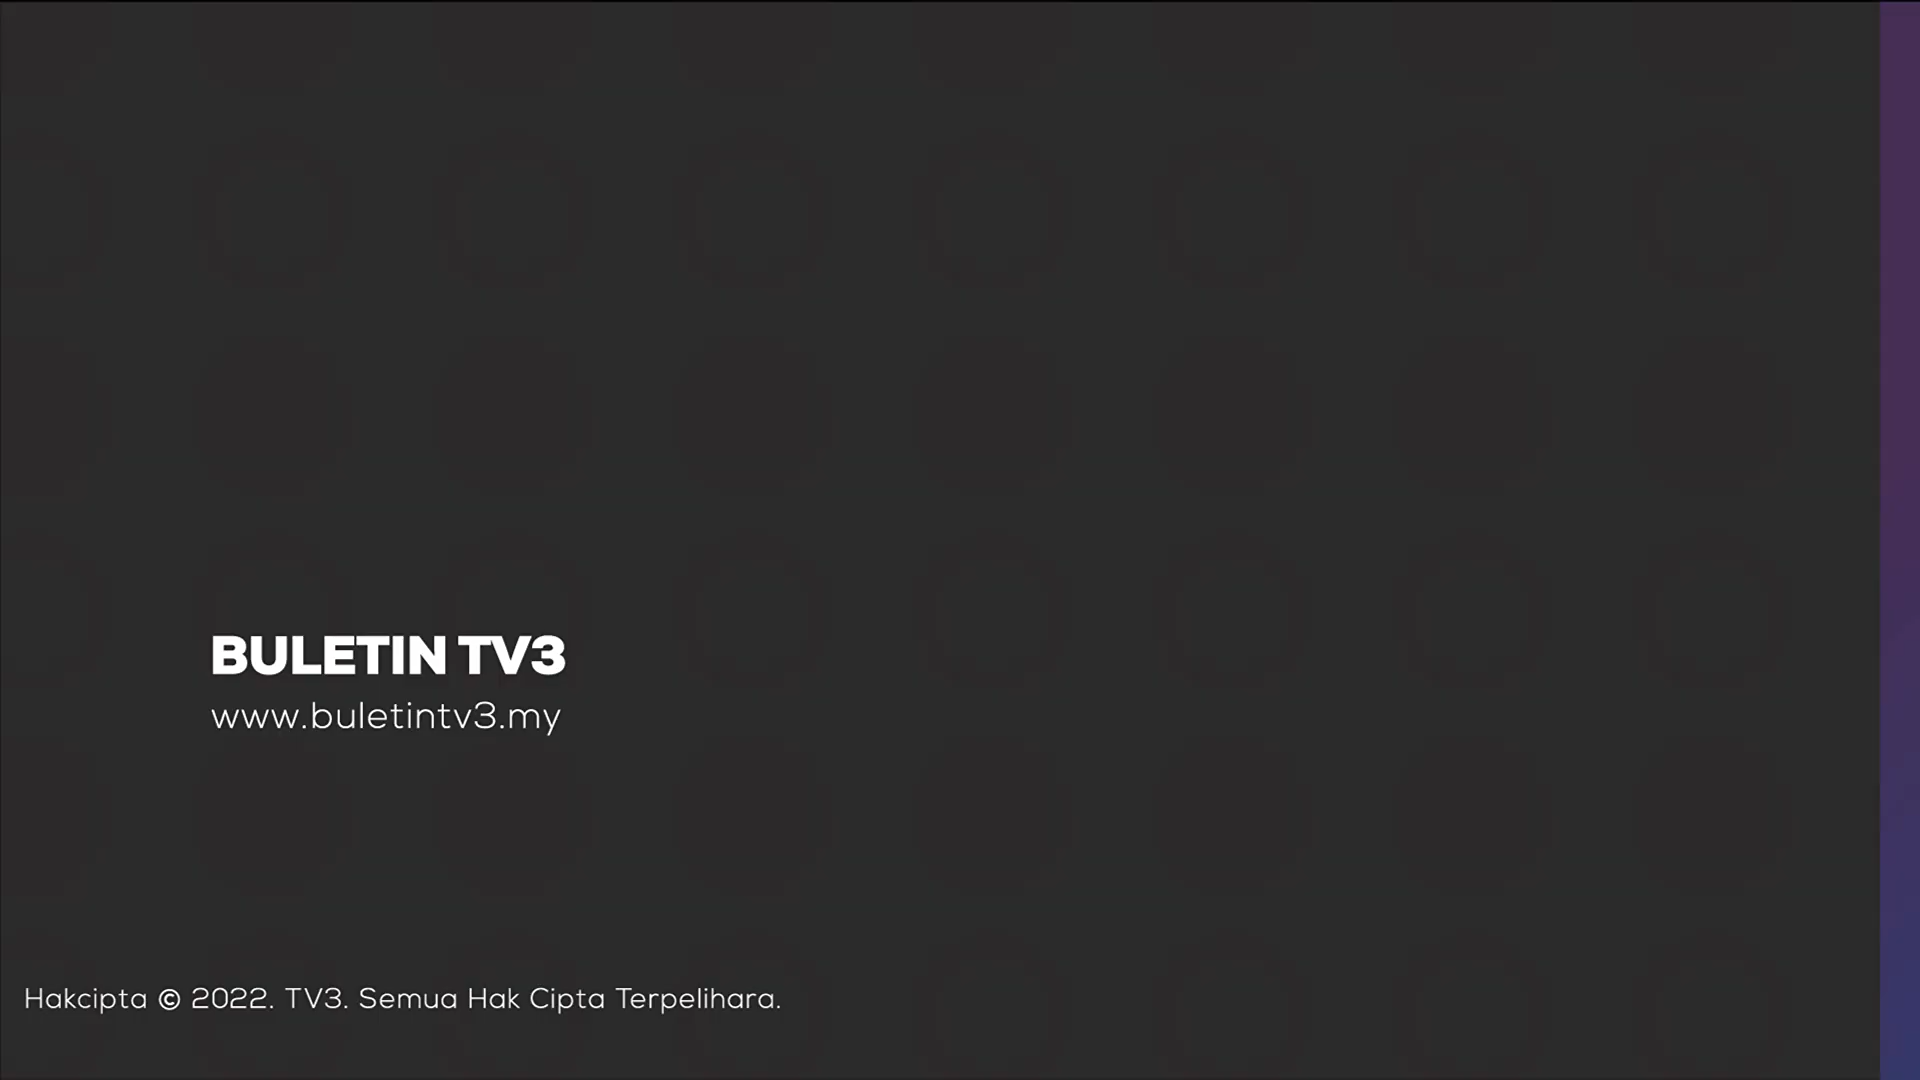 BULETIN TV3
www.buletintv3.my
Hakcipta © 2022. TV3. Semua Hak Cipta Terpelihara.